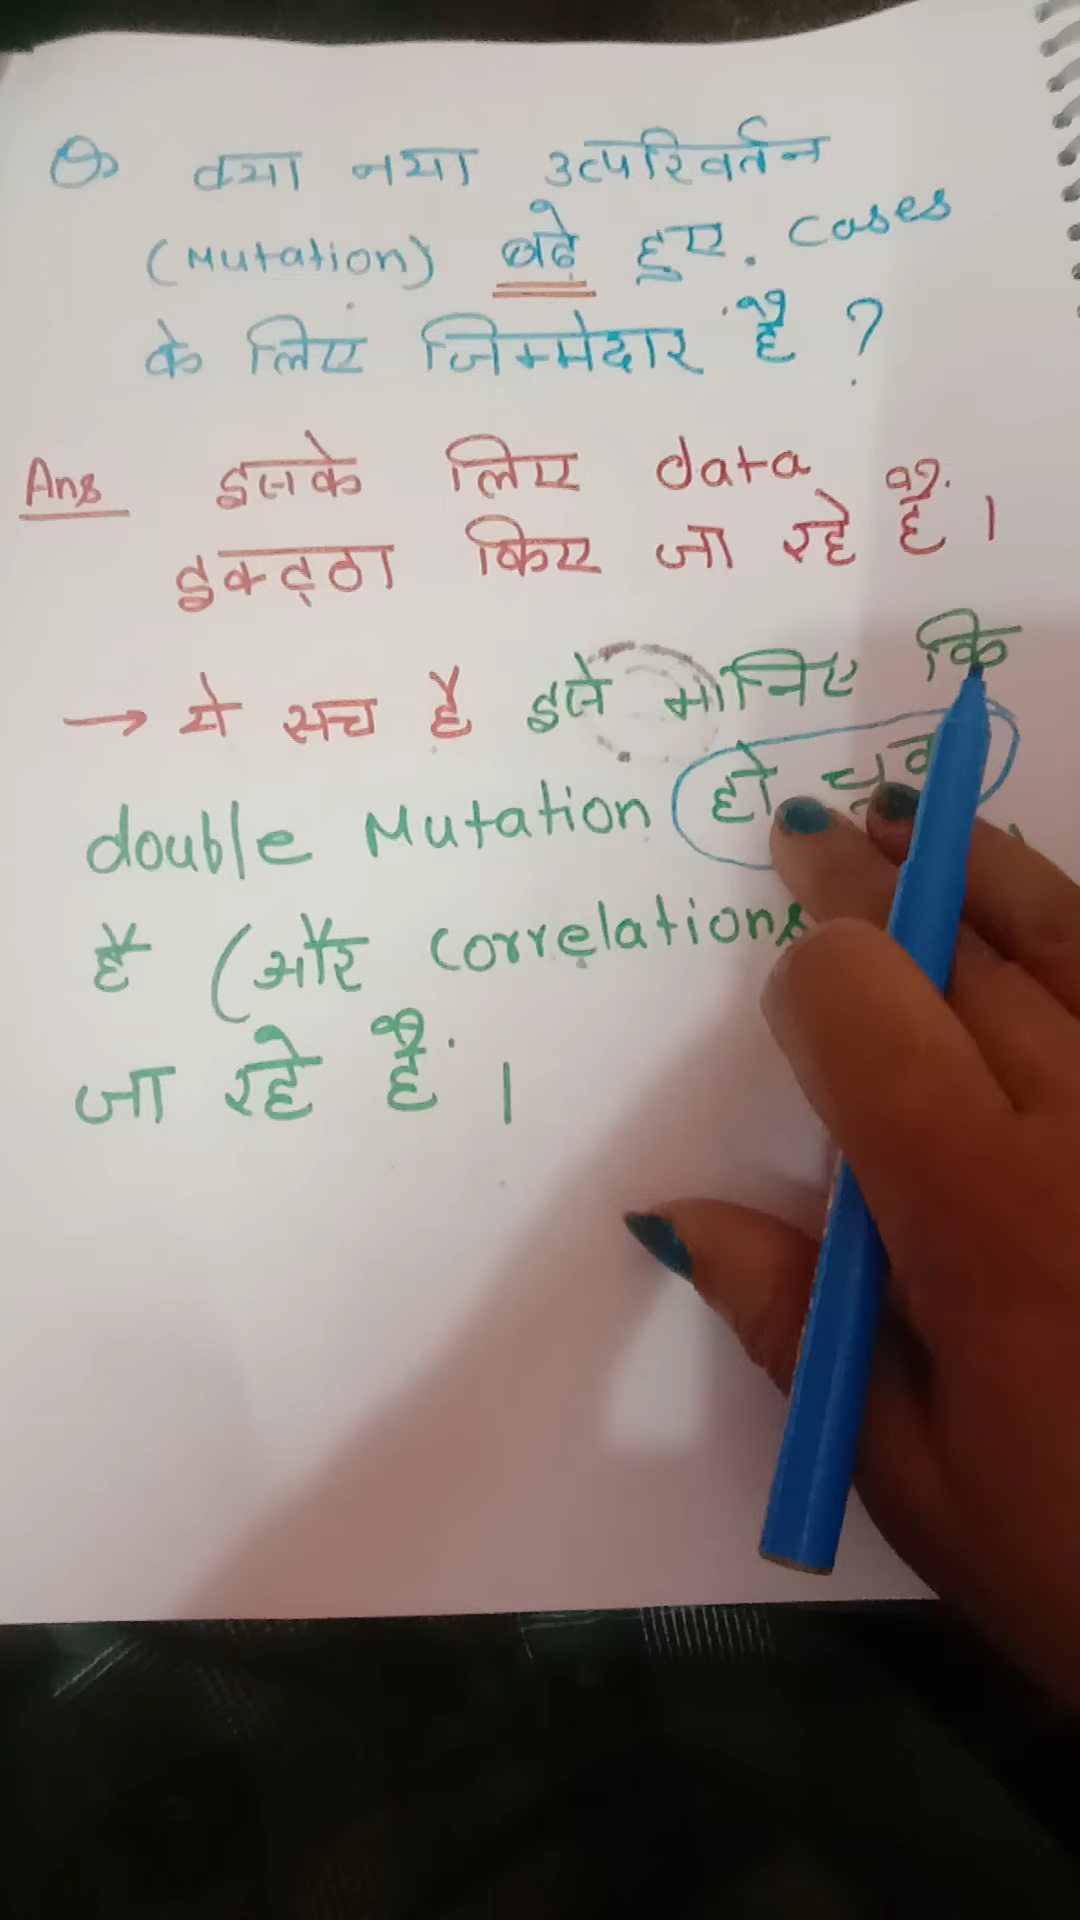 Q क्या नया उत्परिवर्तन
(Mutation) बढे हुए. Cases
के लिए जिम्मेदार है ?
Ans इसके लिए data
इकट्ठा किए जा रहे हैं ।
→ ये सच है इसे मानिए कि
double Mutation हो
है (और Correlations
जा रहे हैं ।